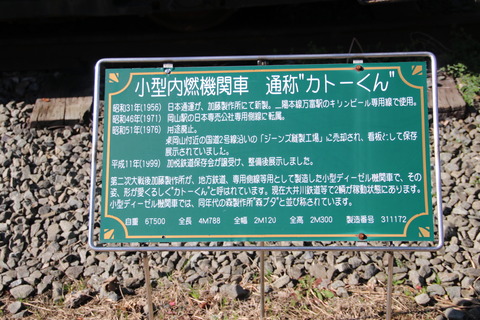 小型内燃機関車　通称"カトーくん"
昭和31年(1956)　日本通運が、加藤製作所にて新製。山陽本線万富駅のキリンビール専用線で使用。
昭和46年(1971)　岡山駅の日本専売公社専用側線に転属。
昭和51年(1976)　用途廃止。
東岡山付近の国道2号線沿いの「ジーンズ縫製工場」に売却され、看板として保存
展示されていました。
平成11年(1999)　加悦鉄道保存会が譲受け、整備後展示しました。
第二次大戦後加藤製作所が、地方鉄道、専用側線等用として製造した小型ディーゼル機関車で、その
姿、形が愛くるしく"カトーくん"と呼ばれています。現在大井川鉄道等で2輌が稼動状態にあります。
小型ディーゼル機関車では、同年代の森製作所"森ブタ"と並び称されています。
自重　6T500　全長　4M788　全幅　2M120　全高　2M300　製造番号　3111T2